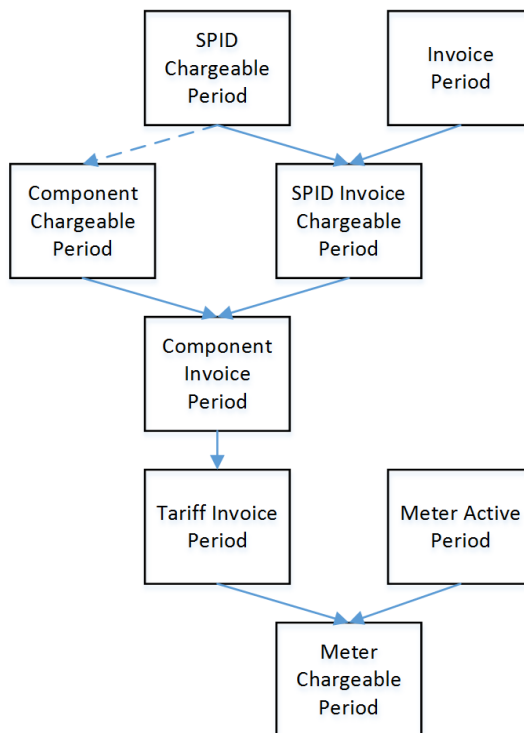 SPID
Chargeable
Period
Invoice
Period
Component
Chargeable
Period
SPID Invoice
Chargeable
Period
Component
Invoice
Period
Tariff Invoice
Period
Meter Active
Period
Meter
Chargeable
Period